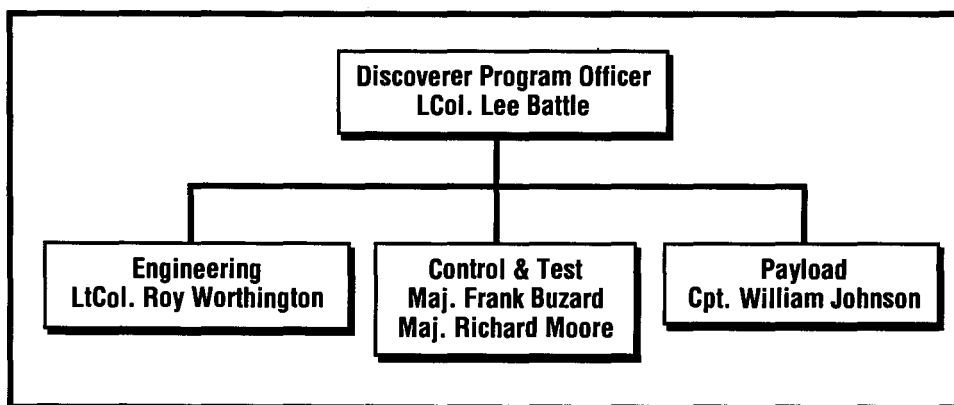 Discoverer Program Officer
LCol. Lee Battle
Engineering
LtCol. Roy Worthington
Control & Test
Maj. Frank Buzard
Maj. Richard Moore
Payload
Cpt. William Johnson